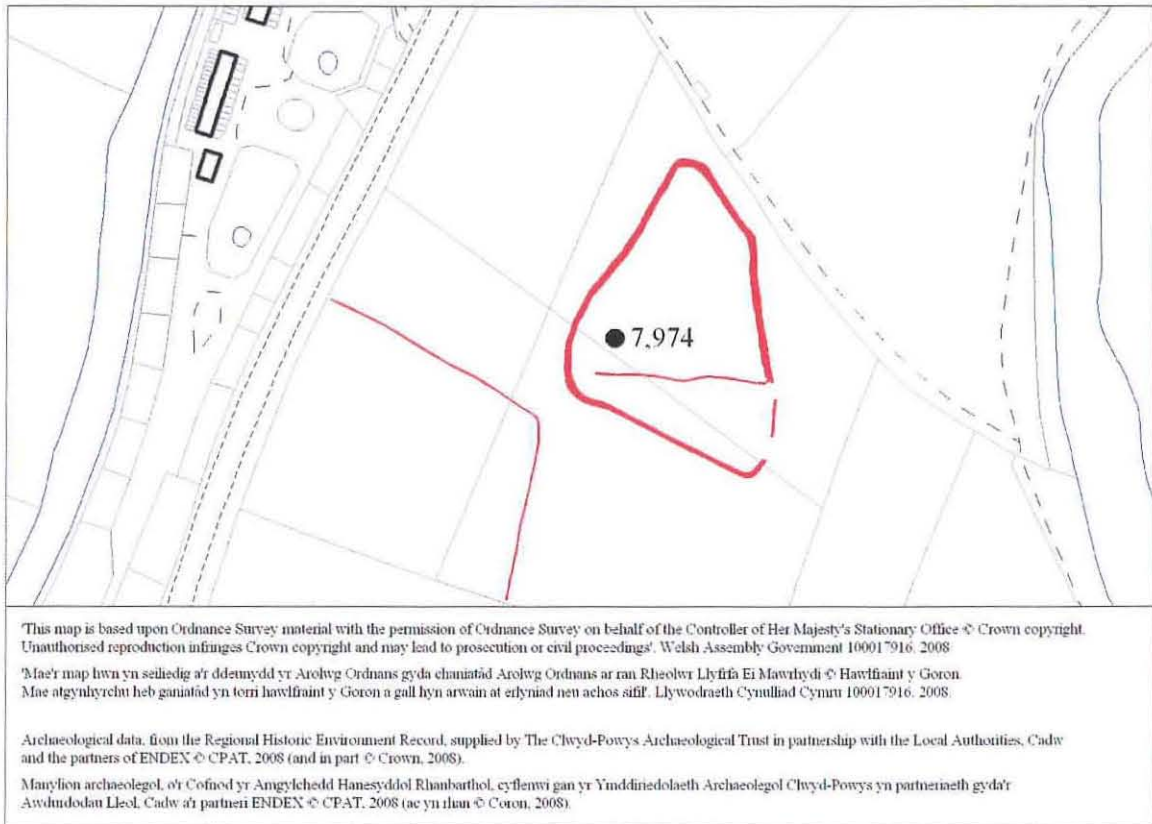 7,974
'This map is based upon Ordnance Survey material with the permission of Ordnance Survey on behalf of the Controller of Her Majesty's Stationary Office © Crown copyright.
Unauthorised reproduction infringes Crown copyright and may lead to prosecution or civil proceedings'. Welsh Assembly Government 100017916. 2008
'Mae'r map hwn yn seiliedig a'r ddeunydd yr Arolwg Ordnans gyda chaniatâd Arolwg Ordnans ar ran Rheolwr Llyfrfa Ei Mawrhydi © Hawlfraint y Goron.
Mae atgynhyrchu heb ganiatâd yn torri hawlfraint y Goron a gall hyn arwain at erlyniad neu achos sifil'. Llywodraeth Cynulliad Cymru 100017916. 2008.
Archaeological data, from the Regional Historic Environment Record, supplied by The Clwyd-Powys Archaeological Trust in partnership with the Local Authorities, Cadw
and the partners of ENDEX © CPAT, 2008 (and in part © Crown, 2008).
Manylion archaeolegol, o'r Cofnod yr Amgylchedd Hanesyddol Rhanbarthol, cyflenwi gan yr Ymddiriedolaeth Archaeolegol Clwyd-Powys yn partneriaeth gyda'r
Awdurdodau Lleol, Cadw a'r partneri ENDEX © CPAT, 2008 (ac yn rhan © Coron, 2008).